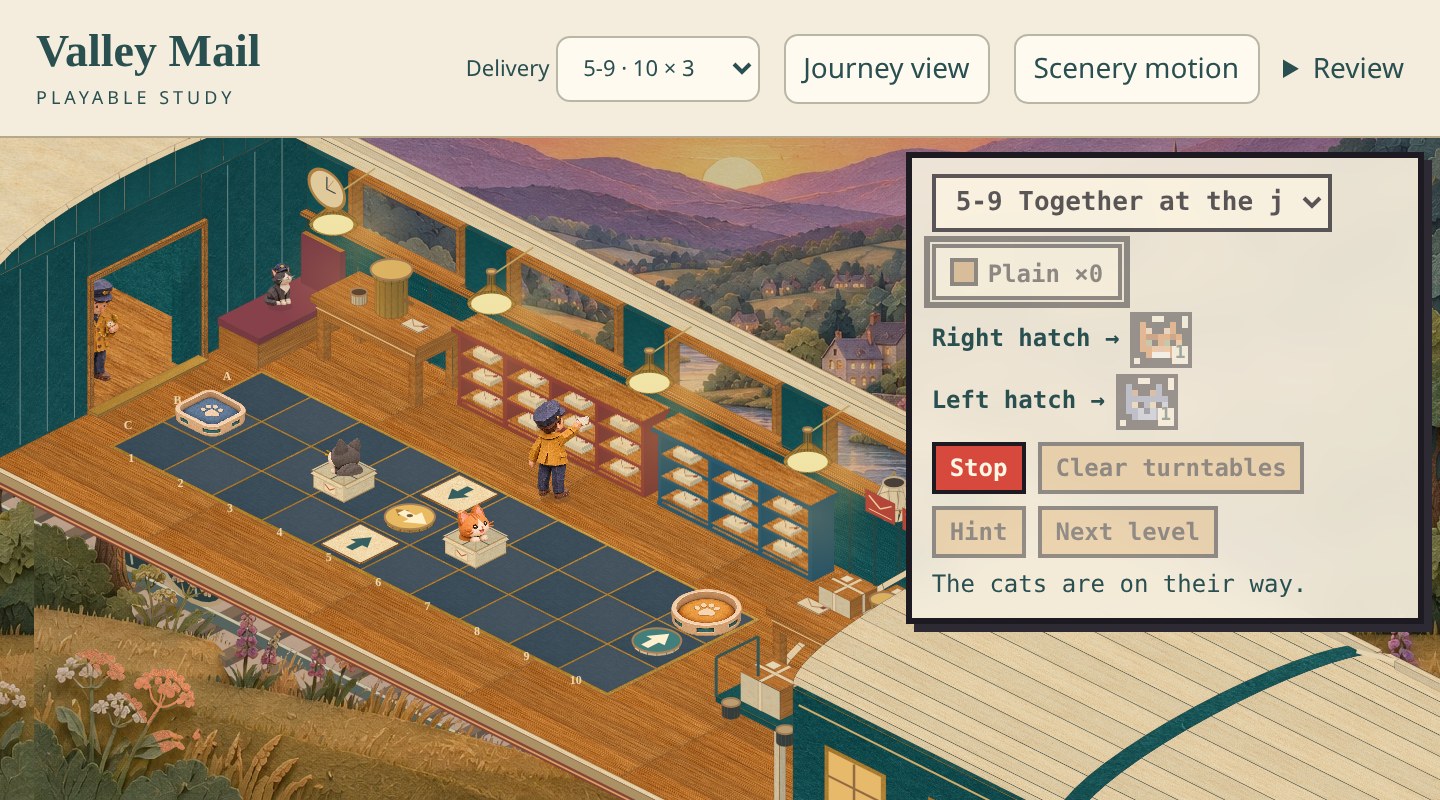 Valley Mail
PLAYABLE STUDY
Delivery
5-9 · 10 × 3
Journey view
Scenery motion
▶ Review
5-9 Together at the j
Plain ×0
Right hatch →
1
Left hatch →
1
Stop
Clear turntables
Hint
Next level
The cats are on their way.
A
B
C
1
2
3
4
5
6
7
8
9
10